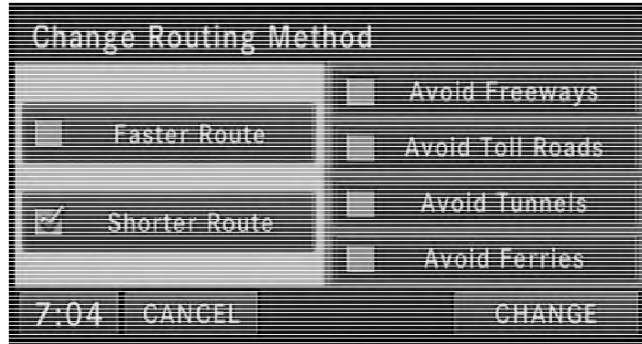 Change Routing Method
Faster Route
Shorter Route
Avoid Freeways
Avoid Toll Roads
Avoid Tunnels
Avoid Ferries
7:04 CANCEL CHANGE